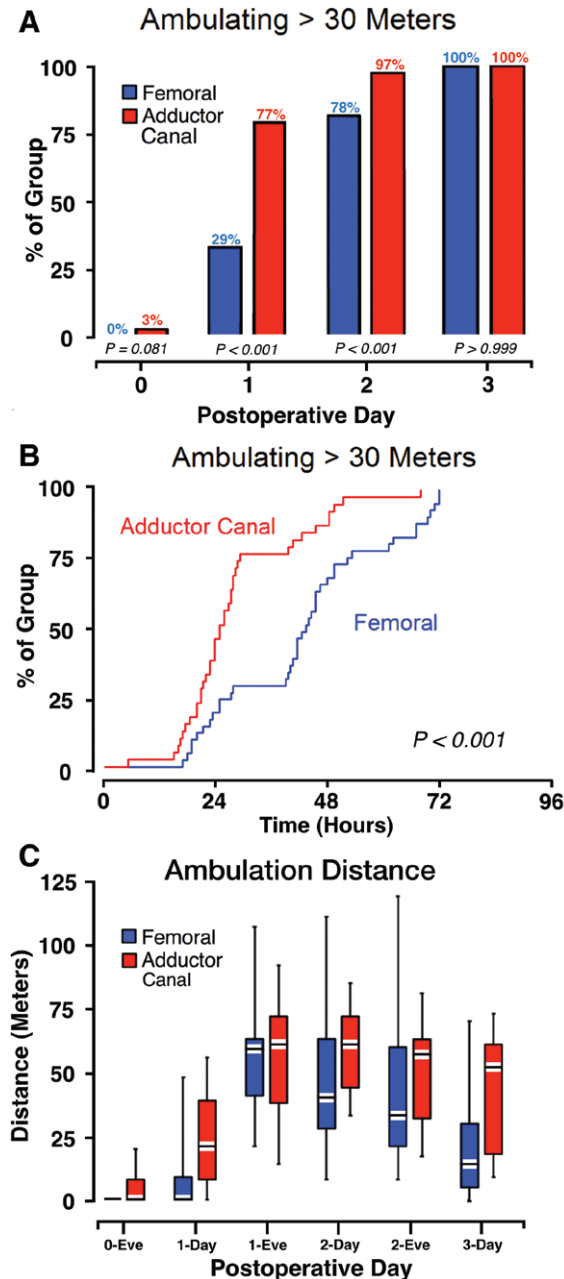 A
Ambulating > 30 Meters
% of Group
100
75
50
25
0
Femoral
Adductor
Canal
0%
3%
29%
77%
78%
97%
100%
100%
P = 0.081
P < 0.001
P < 0.001
P > 0.999
0
1
2
3
Postoperative Day
B
Ambulating > 30 Meters
% of Group
100
75
50
25
0
Adductor Canal
Femoral
P < 0.001
0
24
48
72
96
Time (Hours)
C
Ambulation Distance
Distance (Meters)
125
100
75
50
25
0
Femoral
Adductor
Canal
0-Eve
1-Day
1-Eve
2-Day
2-Eve
3-Day
Postoperative Day